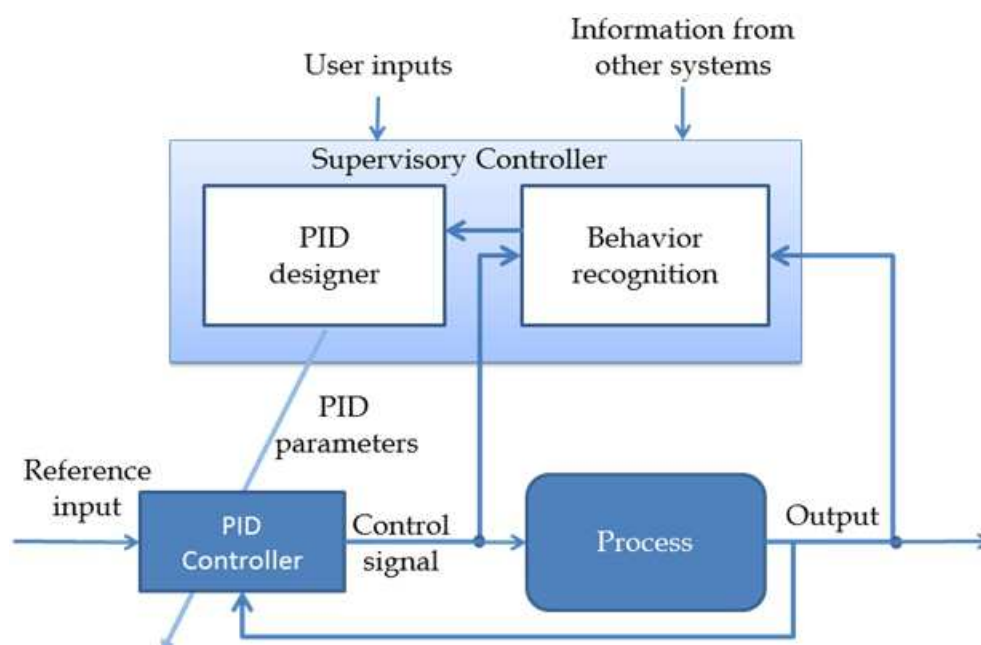 Information from
other systems
User inputs
Supervisory Controller
PID
designer
Behavior
recognition
PID
parameters
Reference
input
PID
Controller
Control
signal
Process
Output